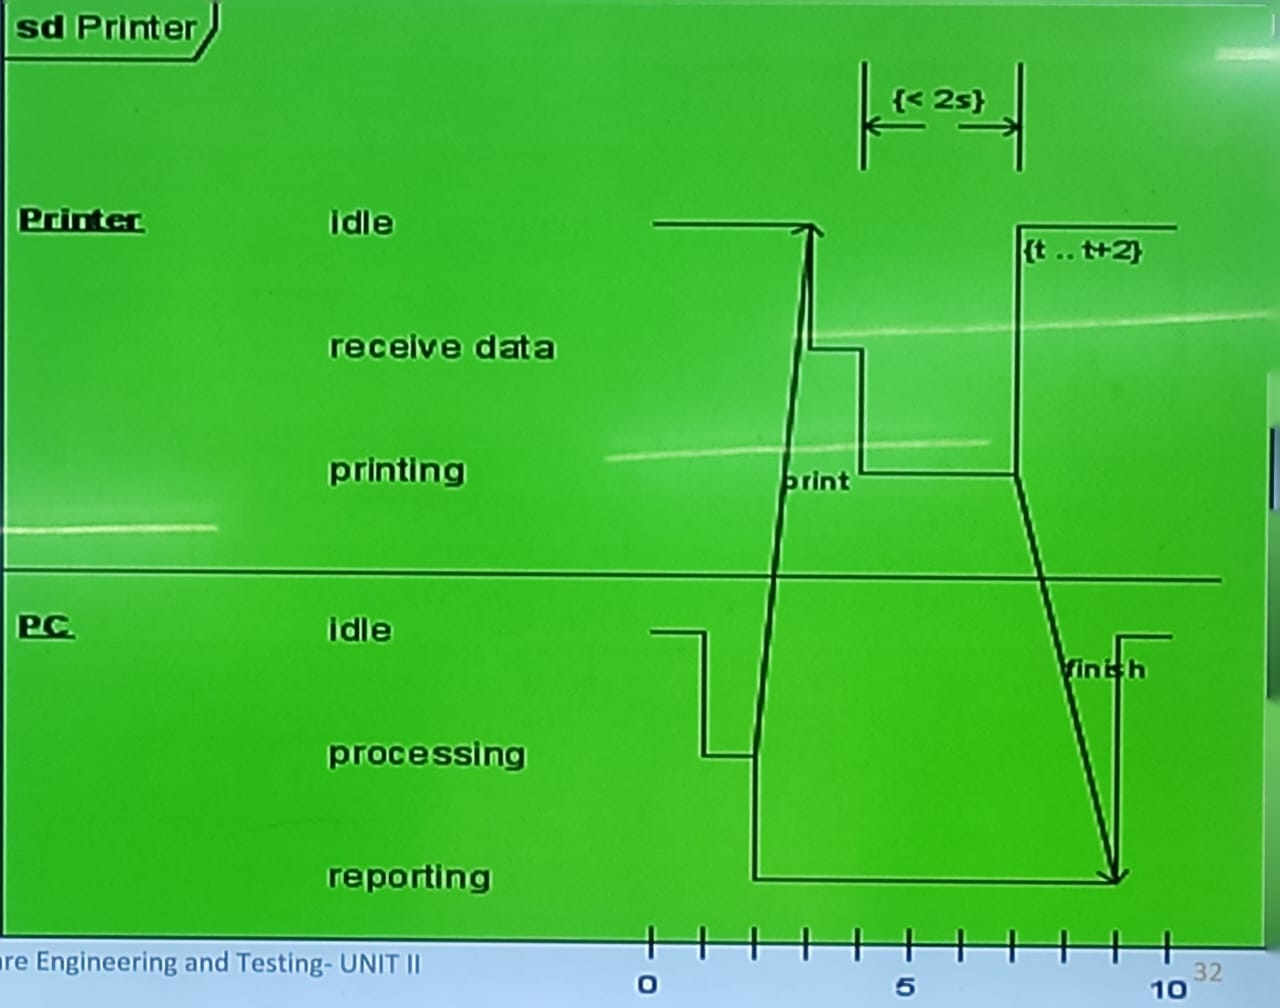 sd Printer
{< 2s}
Printer
idle
{t .. t+2}
receive data
printing
print
PC
idle
finish
processing
reporting
re Engineering and Testing- UNIT II
0
5
10
32